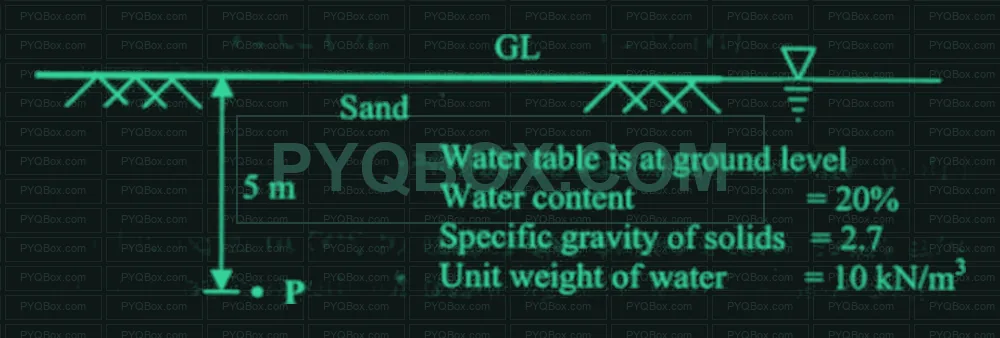 GL
Sand
Water table is at ground level
5 m
Water content = 20%
Specific gravity of solids = 2.7
Unit weight of water = 10 kN/m³
P
PYQBOX.COM